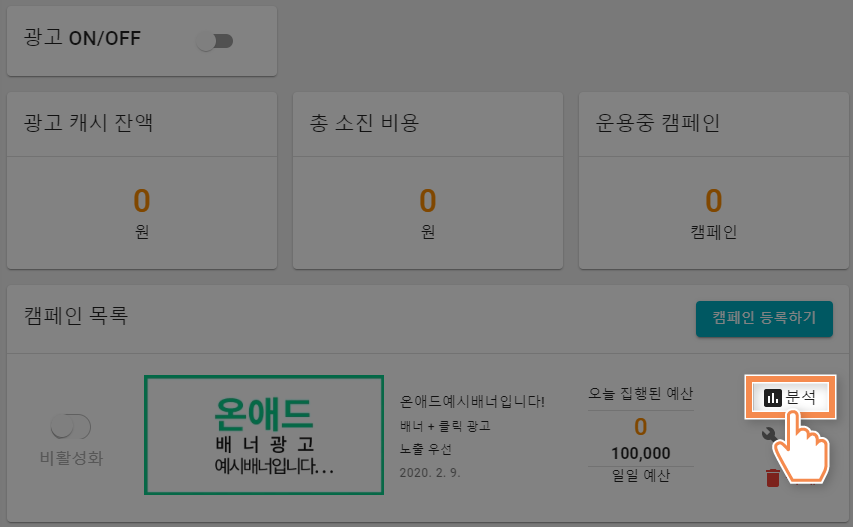 광고 ON/OFF
광고 캐시 잔액
0
원
총 소진 비용
0
원
운용중 캠페인
0
캠페인
캠페인 목록
캠페인 등록하기
비활성화
온애드
배너광고
예시배너입니다...
온애드예시배너입니다!
배너 + 클릭 광고
노출 우선
2020. 2. 9.
오늘 집행된 예산
0
100,000
일일 예산
분석